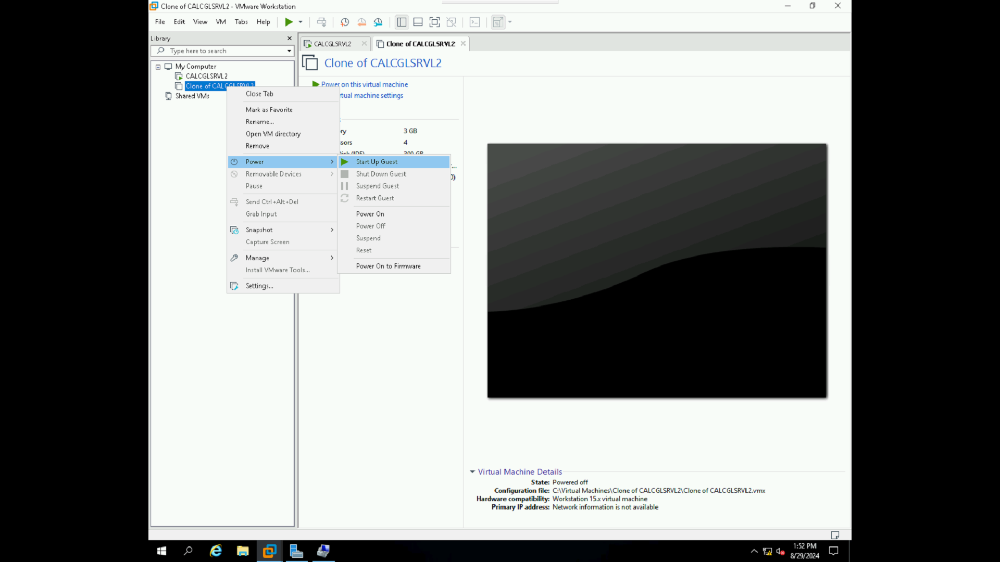 Clone of CALCGLSRVL2 - VMware Workstation
File Edit View VM Tabs Help
Library
Type here to search
CALCGLSRVL2
Clone of CALCGLSRVL2
My Computer
CALCGLSRVL2
Clone of CALCGLSRVL2
Shared VMs
Clone of CALCGLSRVL2
Power on this virtual machine
rtual machine settings
ry 3 GB
sors 4
Disk (IDE) 300 GB
...
0)
Close Tab
Mark as Favorite
Rename...
Open VM directory
Remove
Power
Removable Devices
Pause
Send Ctrl+Alt+Del
Grab Input
Snapshot
Capture Screen
Manage
Install VMware Tools...
Settings...
Start Up Guest
Shut Down Guest
Suspend Guest
Restart Guest
Power On
Power Off
Suspend
Reset
Power On to Firmware
Virtual Machine Details
State: Powered off
Configuration file: C:\Virtual Machines\Clone of CALCGLSRVL2\Clone of CALCGLSRVL2.vmx
Hardware compatibility: Workstation 15.x virtual machine
Primary IP address: Network information is not available
1:52 PM
8/29/2024